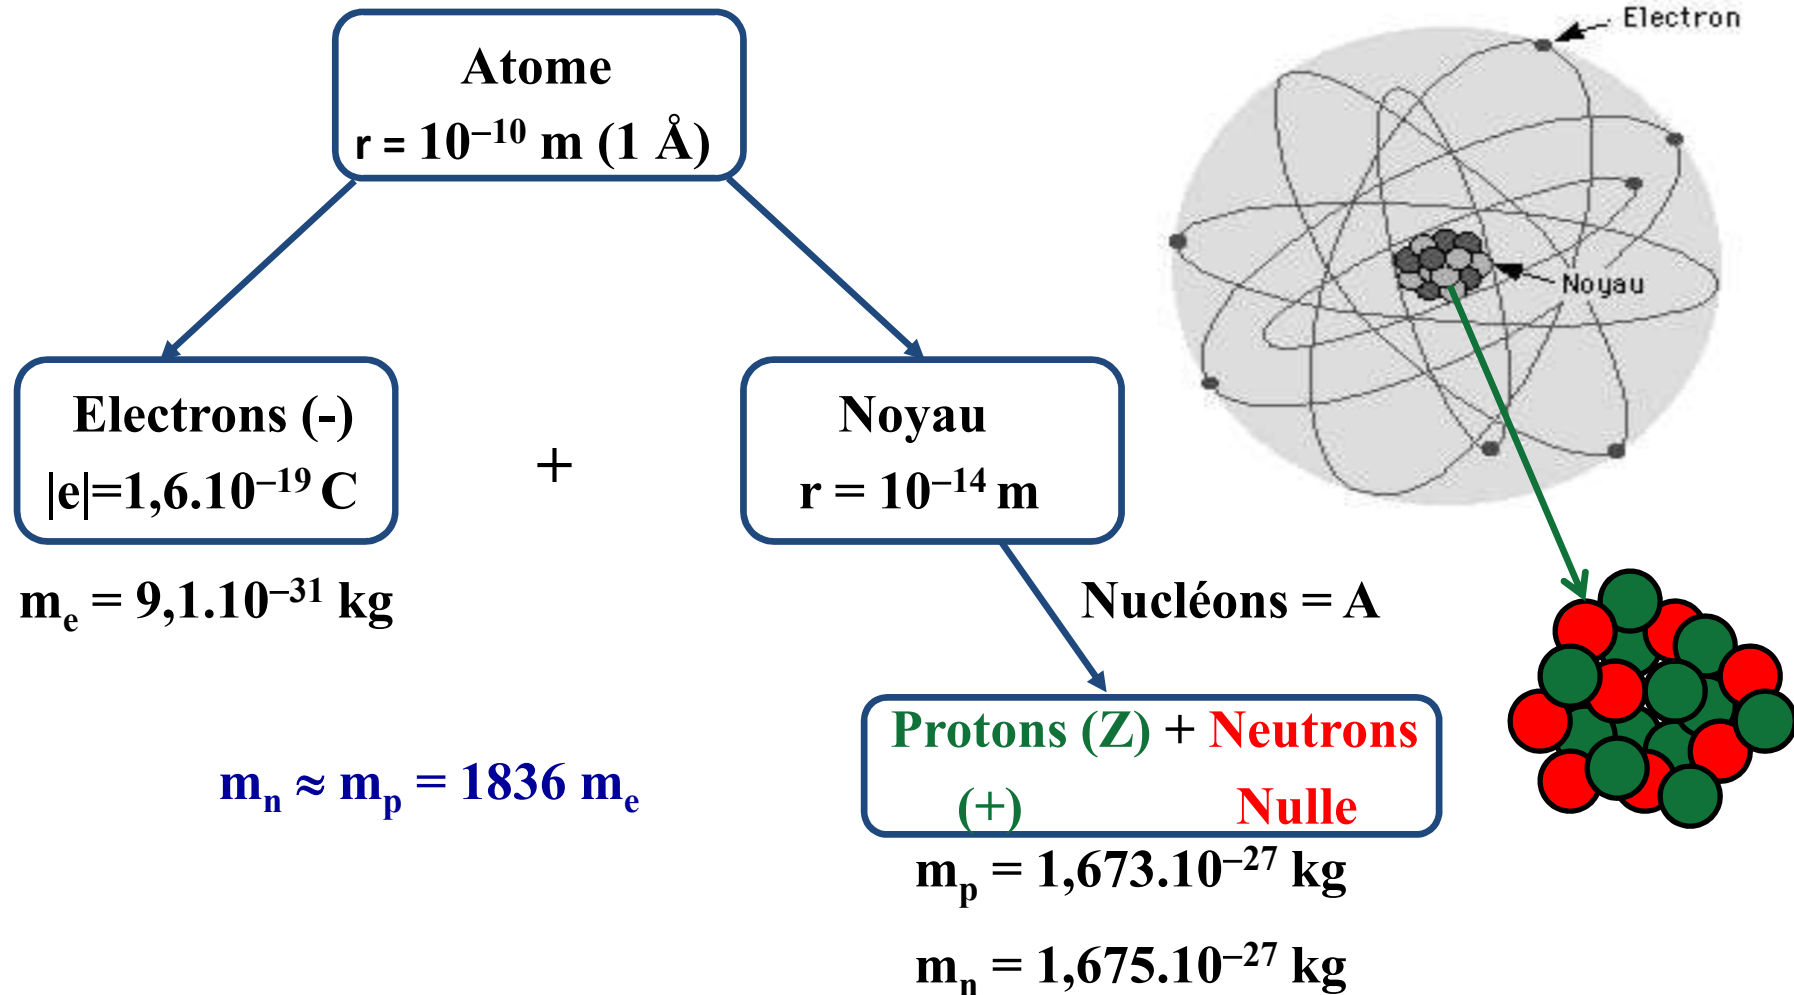 Atome
r = 10⁻¹⁰ m (1 Å)
Electron
Noyau
Electrons (-)
|e|=1,6.10⁻¹⁹ C
+
Noyau
r = 10⁻¹⁴ m
mₑ = 9,1.10⁻³¹ kg
Nucléons = A
mₙ ≈ mₚ = 1836 mₑ
Protons (Z) + Neutrons
(+) Nulle
mₚ = 1,673.10⁻²⁷ kg
mₙ = 1,675.10⁻²⁷ kg